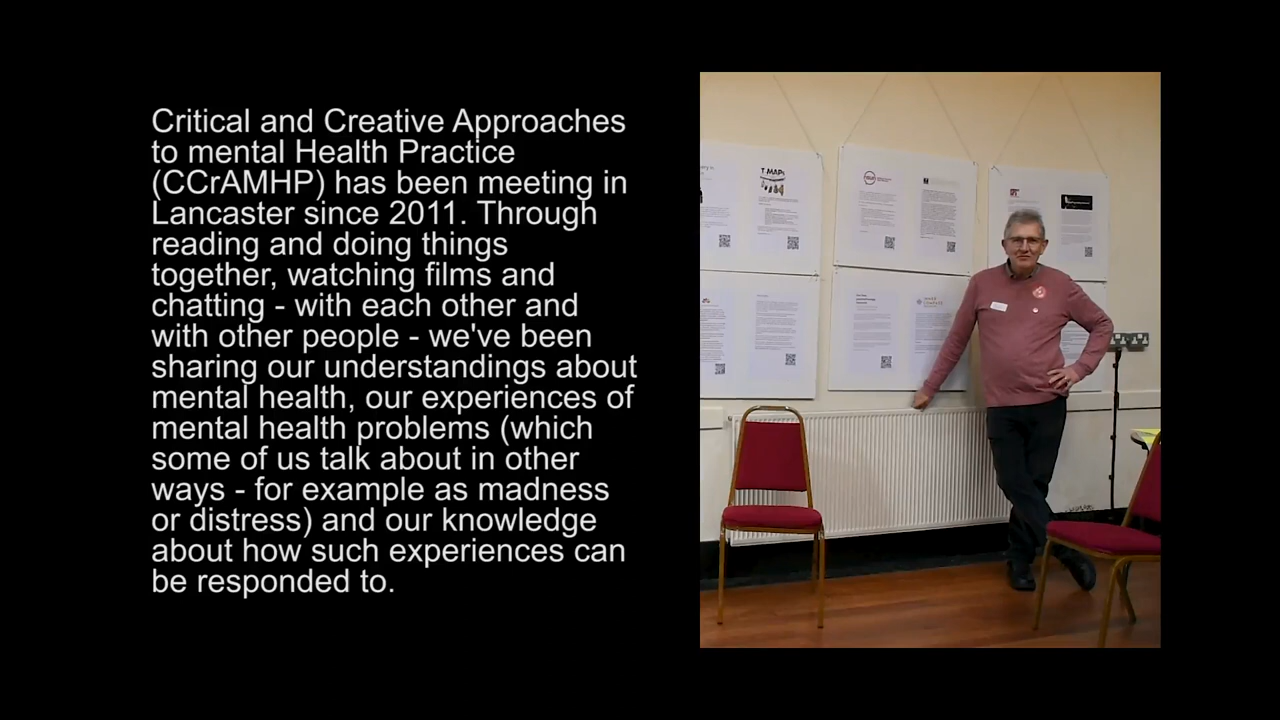 Critical and Creative Approaches
to mental Health Practice
(CCrAMHP) has been meeting in
Lancaster since 2011. Through
reading and doing things
together, watching films and
chatting - with each other and
with other people - we've been
sharing our understandings about
mental health, our experiences of
mental health problems (which
some of us talk about in other
ways - for example as madness
or distress) and our knowledge
about how such experiences can
be responded to.
T-MAPs